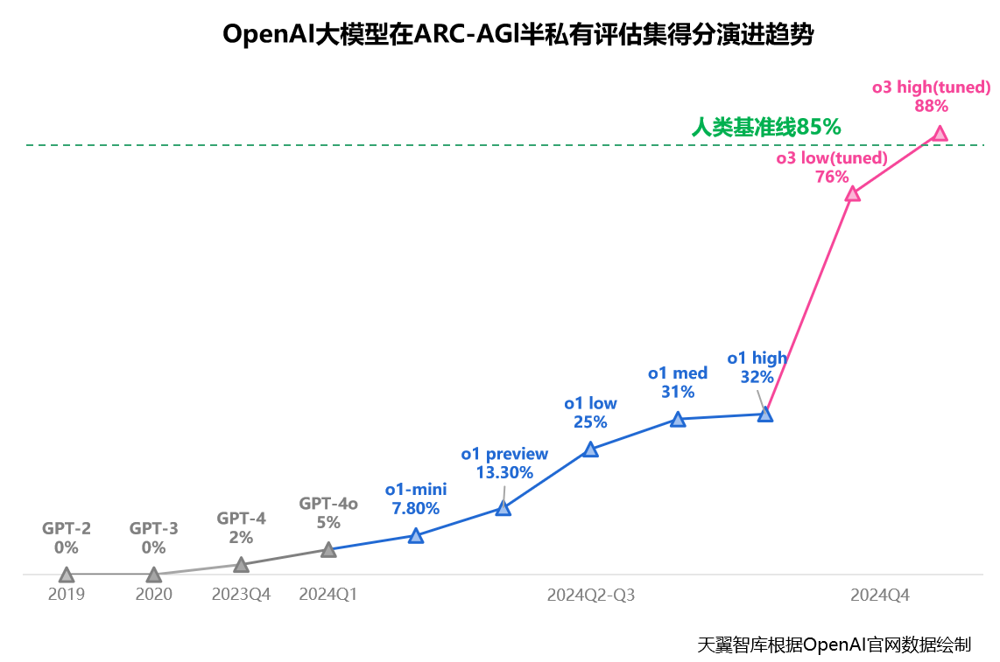 OpenAI大模型在ARC-AGI半私有评估集得分演进趋势
o3 high(tuned)
88%
人类基准线85%
o3 low(tuned)
76%
o1 high
32%
o1 med
31%
o1 low
25%
o1 preview
13.30%
o1-mini
7.80%
GPT-4o
5%
GPT-4
2%
GPT-3
0%
GPT-2
0%
2019
2020
2023Q4
2024Q1
2024Q2-Q3
2024Q4
天翼智库根据OpenAI官网数据绘制